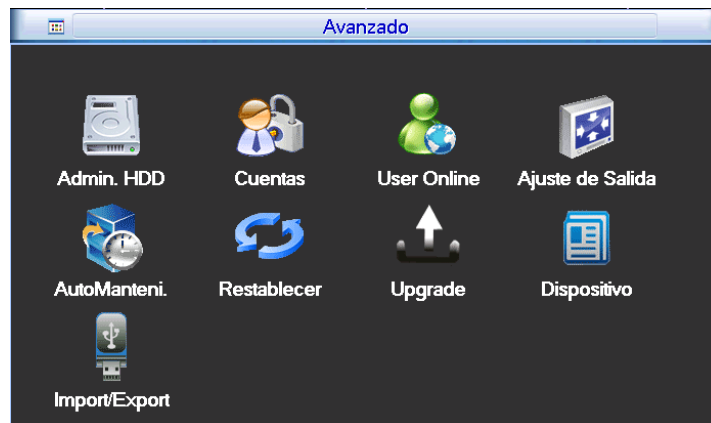 Avanzado
Admin. HDD
Cuentas
User Online
Ajuste de Salida
AutoManteni.
Restablecer
Upgrade
Dispositivo
Import/Export